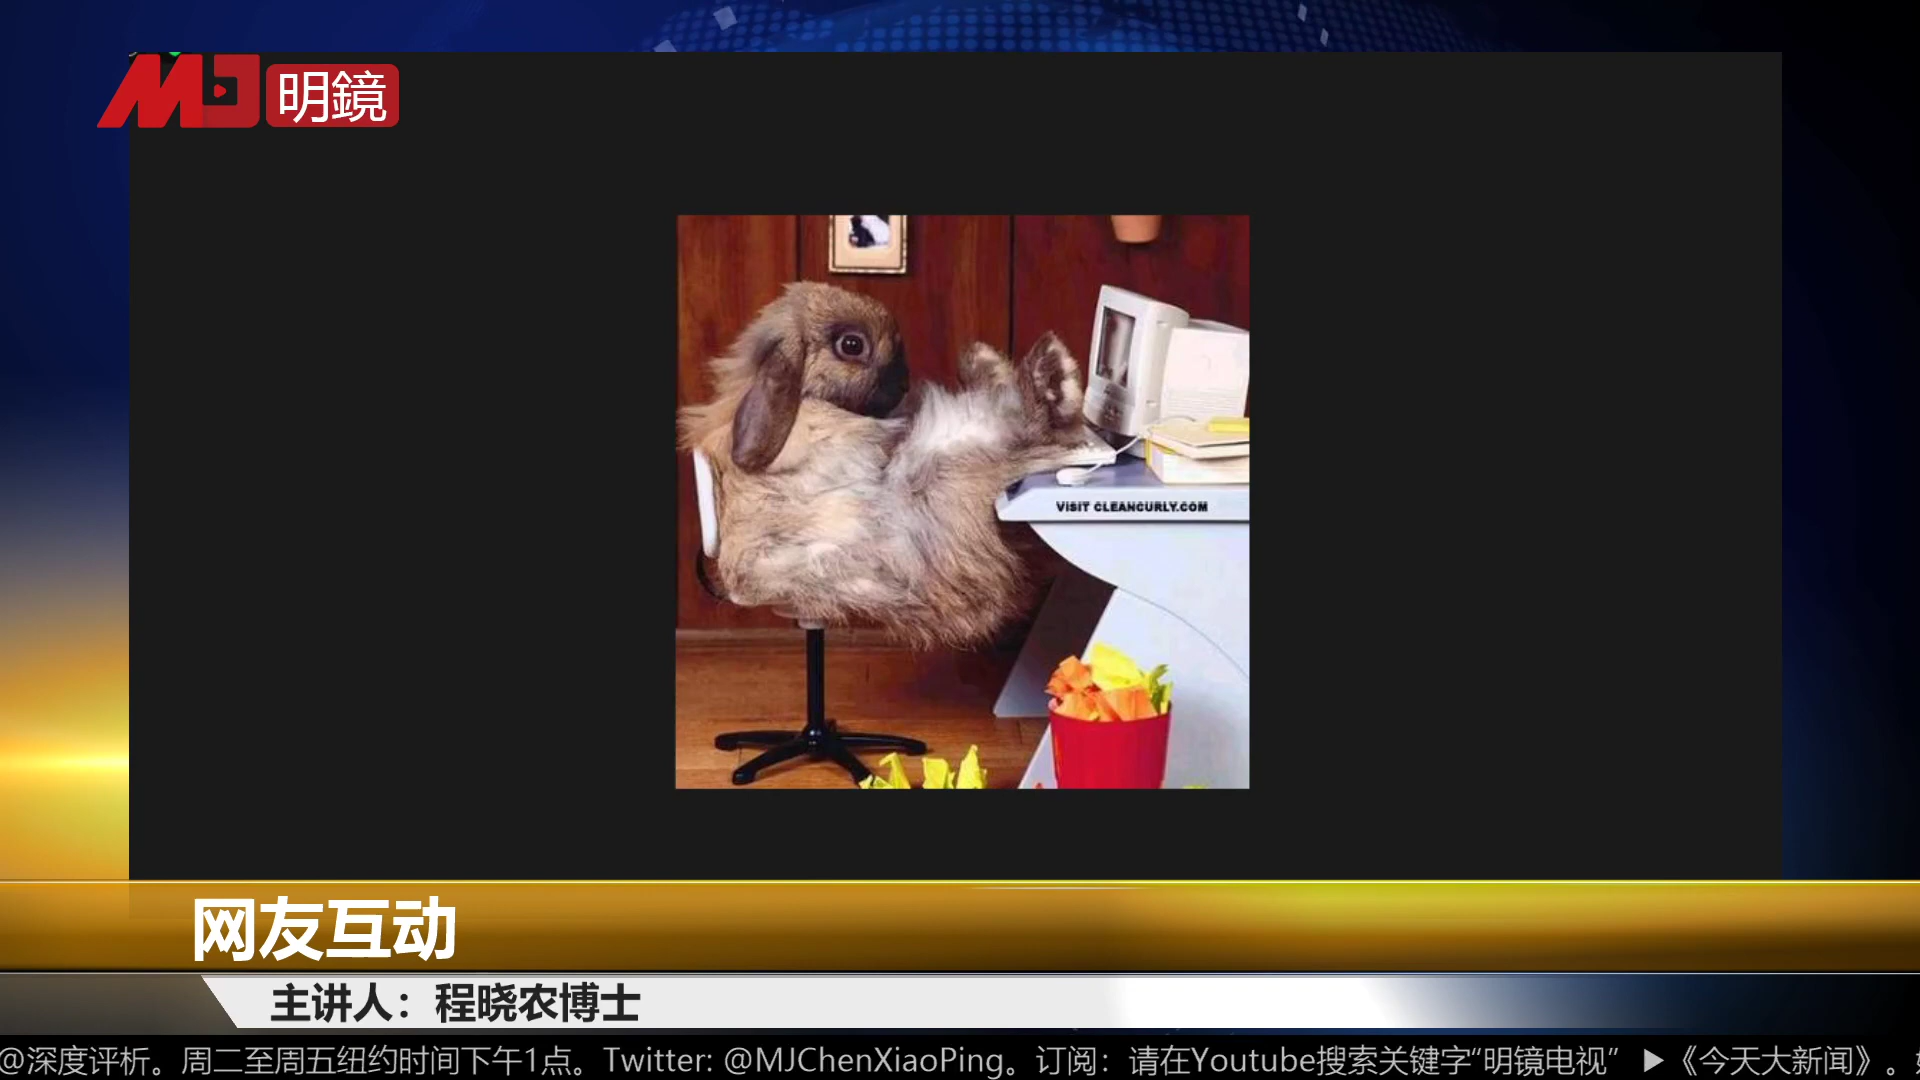 MJ 明鏡
VISIT CLEANCURLY.COM
网友互动
主讲人：程晓农博士
@深度评析。周二至周五纽约时间下午1点。Twitter: @MJChenXiaoPing。订阅：请在Youtube搜索关键字“明镜电视” ▶《今天大新闻》。